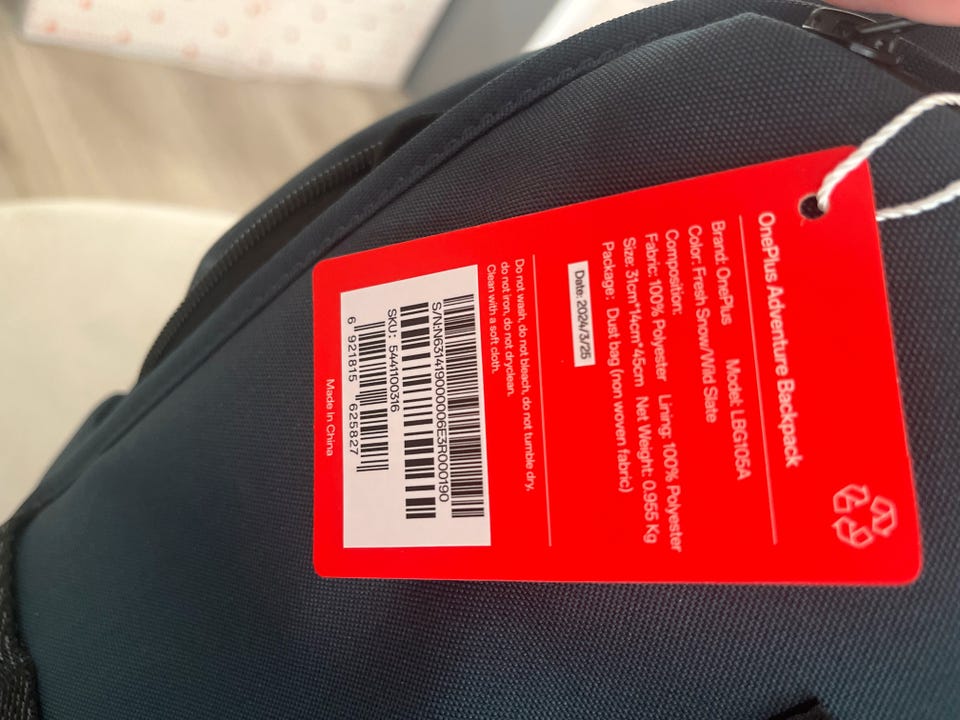 OnePlus Adventure Backpack
Brand: OnePlus Model: LBG105A
Color: Fresh Snow/Wild Slate
Composition:
Fabric: 100% Polyester Lining: 100% Polyester
Size: 31cm*14cm*45cm Net Weight: 0.955 Kg
Package: Dust bag (non woven fabric)
Date: 2024/3/25
Do not wash, do not bleach, do not tumble dry,
do not iron, do not dryclean.
Clean with a soft cloth.
S/N:N6314190000006E3R000190
SKU: 5441100316
6 921815 625827
Made In China